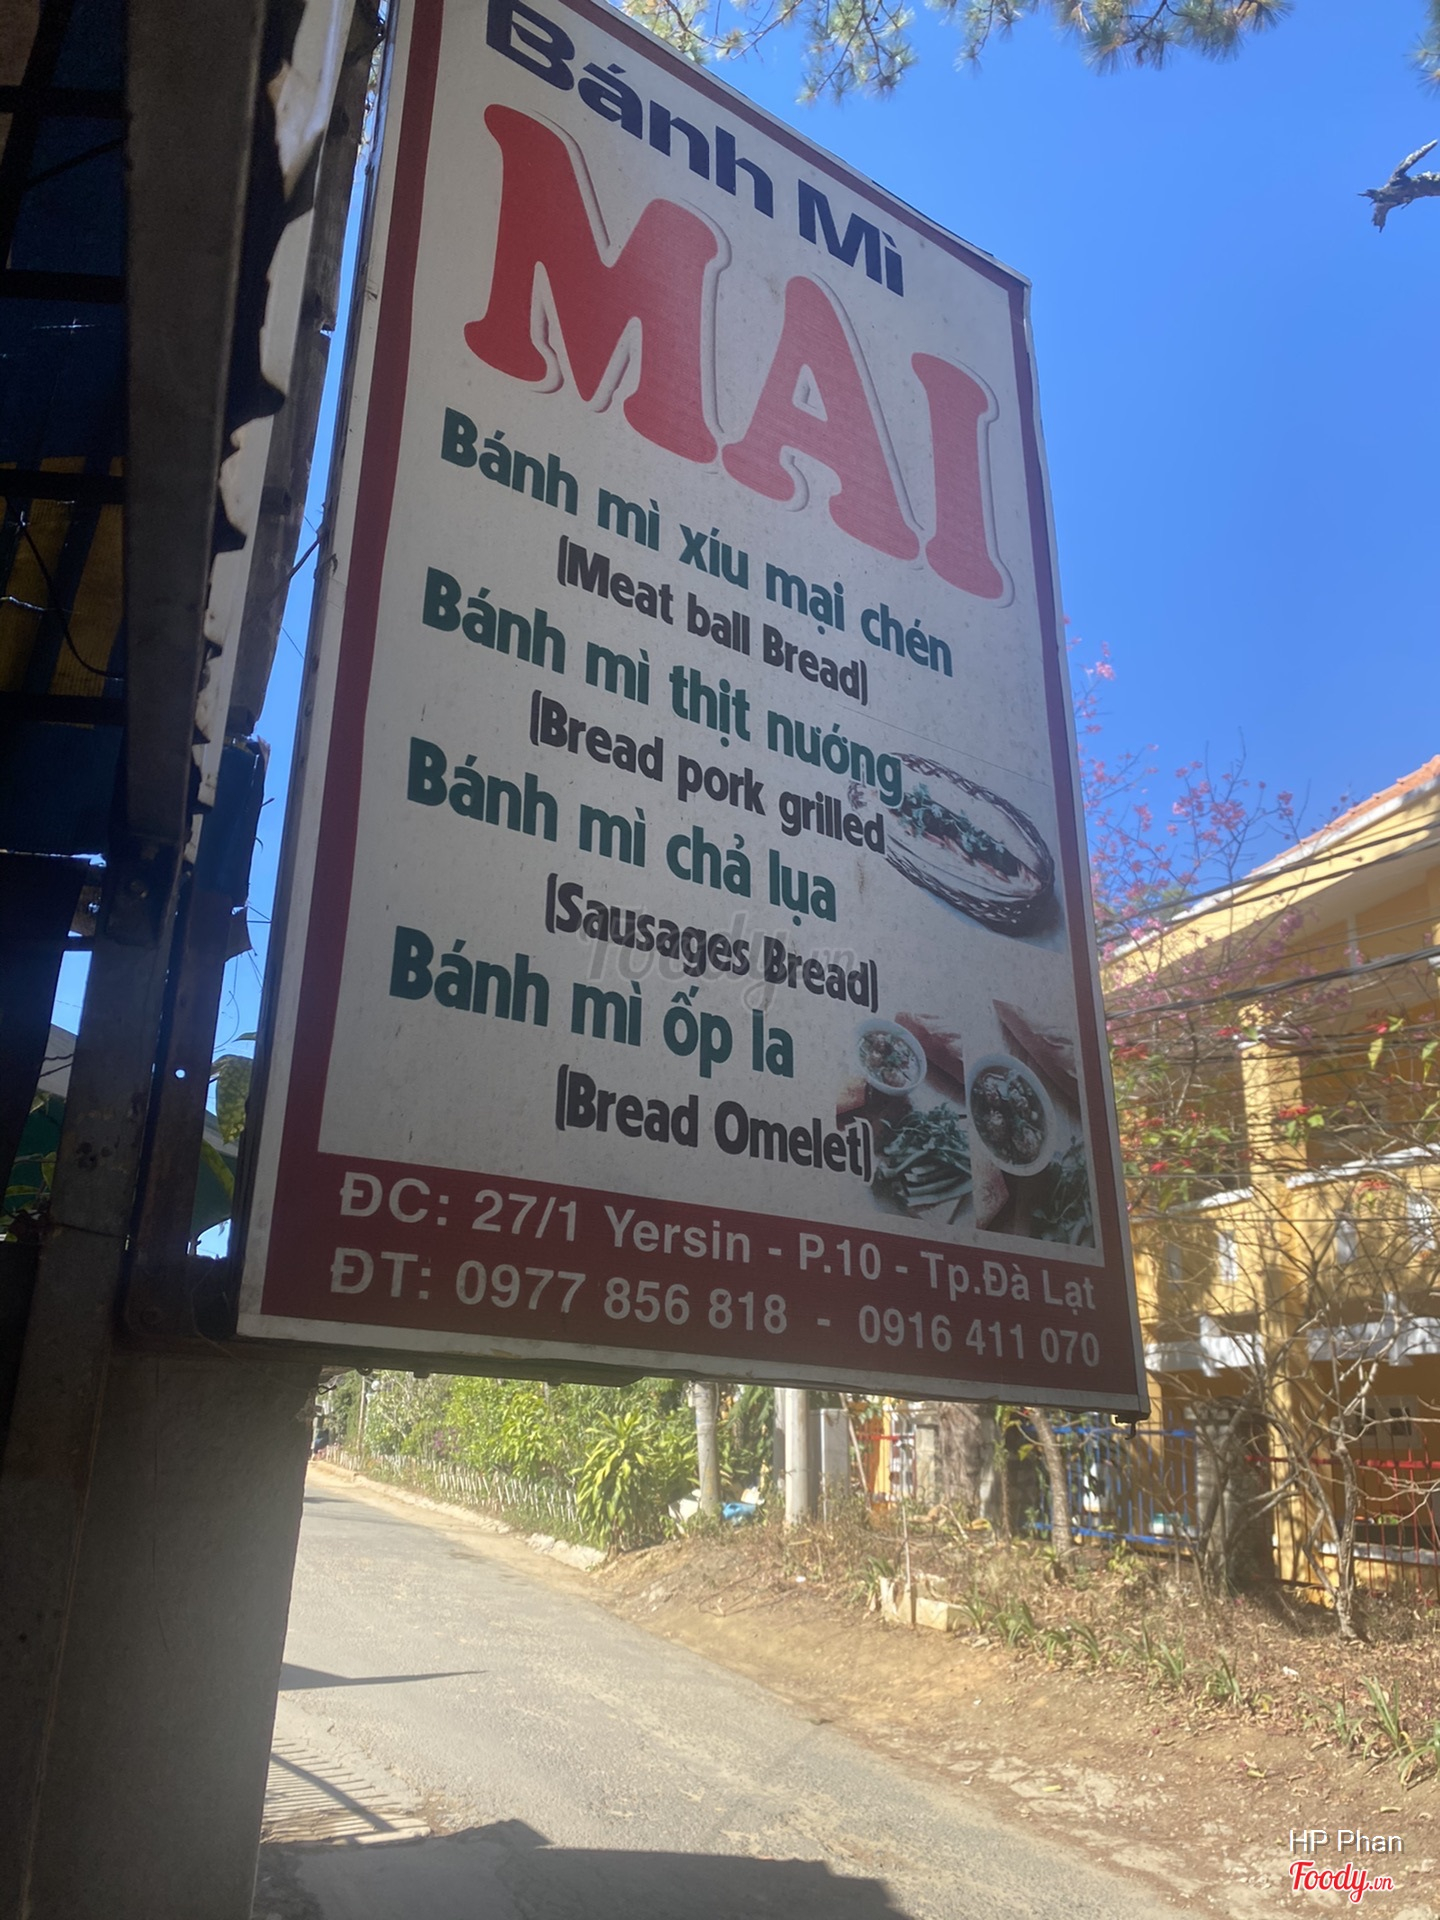 Bánh Mì
MAI
Bánh mì xíu mại chén
(Meat ball Bread)
Bánh mì thịt nướng
(Bread pork grilled
Bánh mì chả lụa
(Sausages Bread)
Bánh mì ốp la
(Bread Omelet)
ĐC: 27/1 Yersin - P.10 - Tp.Đà Lạt
ĐT: 0977 856 818 - 0916 411 070
Foody.vn
HP Phan
Foody.vn